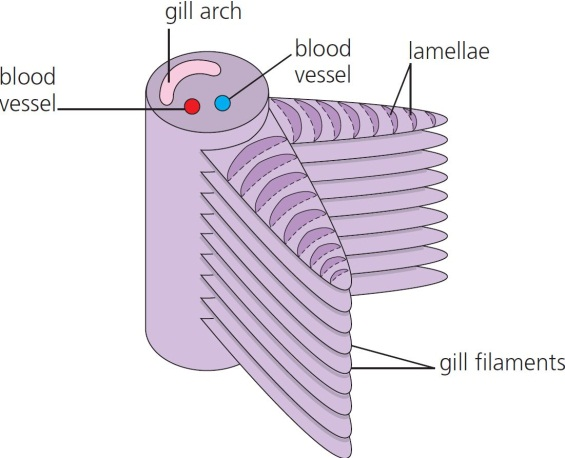 gill arch
blood
vessel
lamellae
blood
vessel
gill filaments